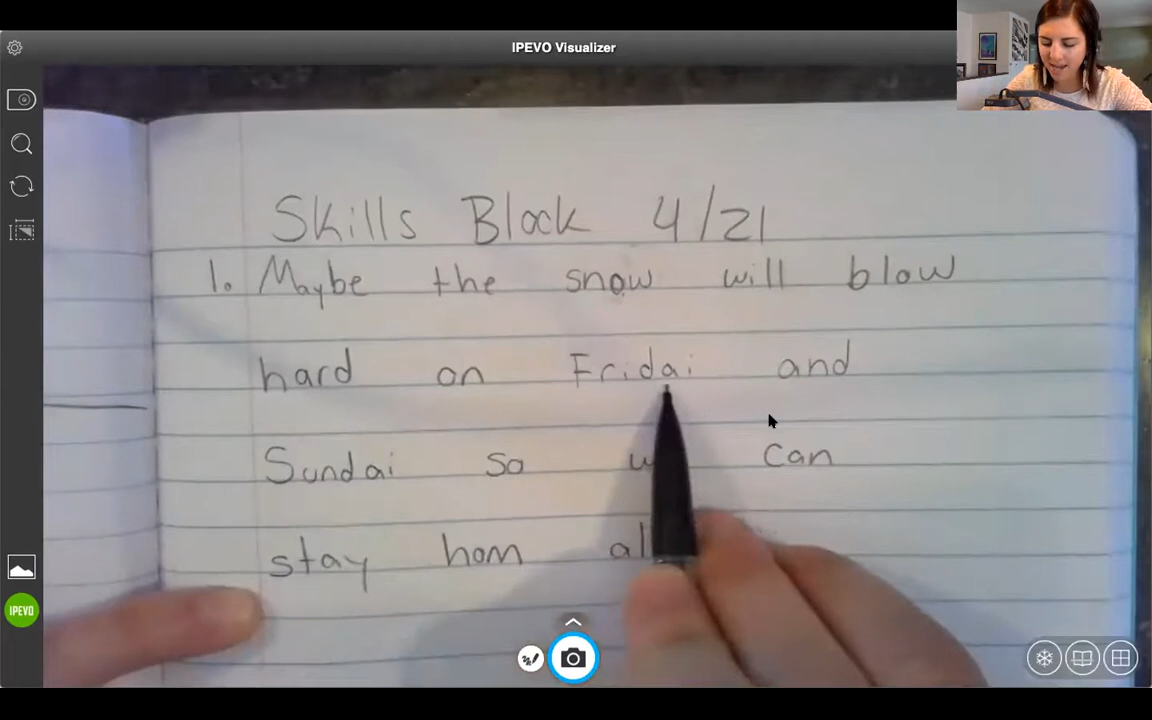 IPEVO Visualizer
Skills Block 4/21
1. Maybe the snow will blow
hard on Fridai and
Sundai so can
stay hom
IPEVO